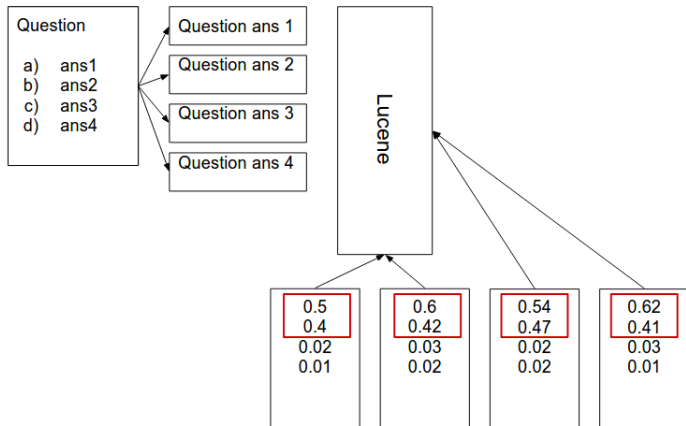 Question
a) ans1
b) ans2
c) ans3
d) ans4
Question ans 1
Question ans 2
Question ans 3
Question ans 4
Lucene
0.5
0.4
0.02
0.01
0.6
0.42
0.03
0.02
0.54
0.47
0.02
0.02
0.62
0.41
0.03
0.01